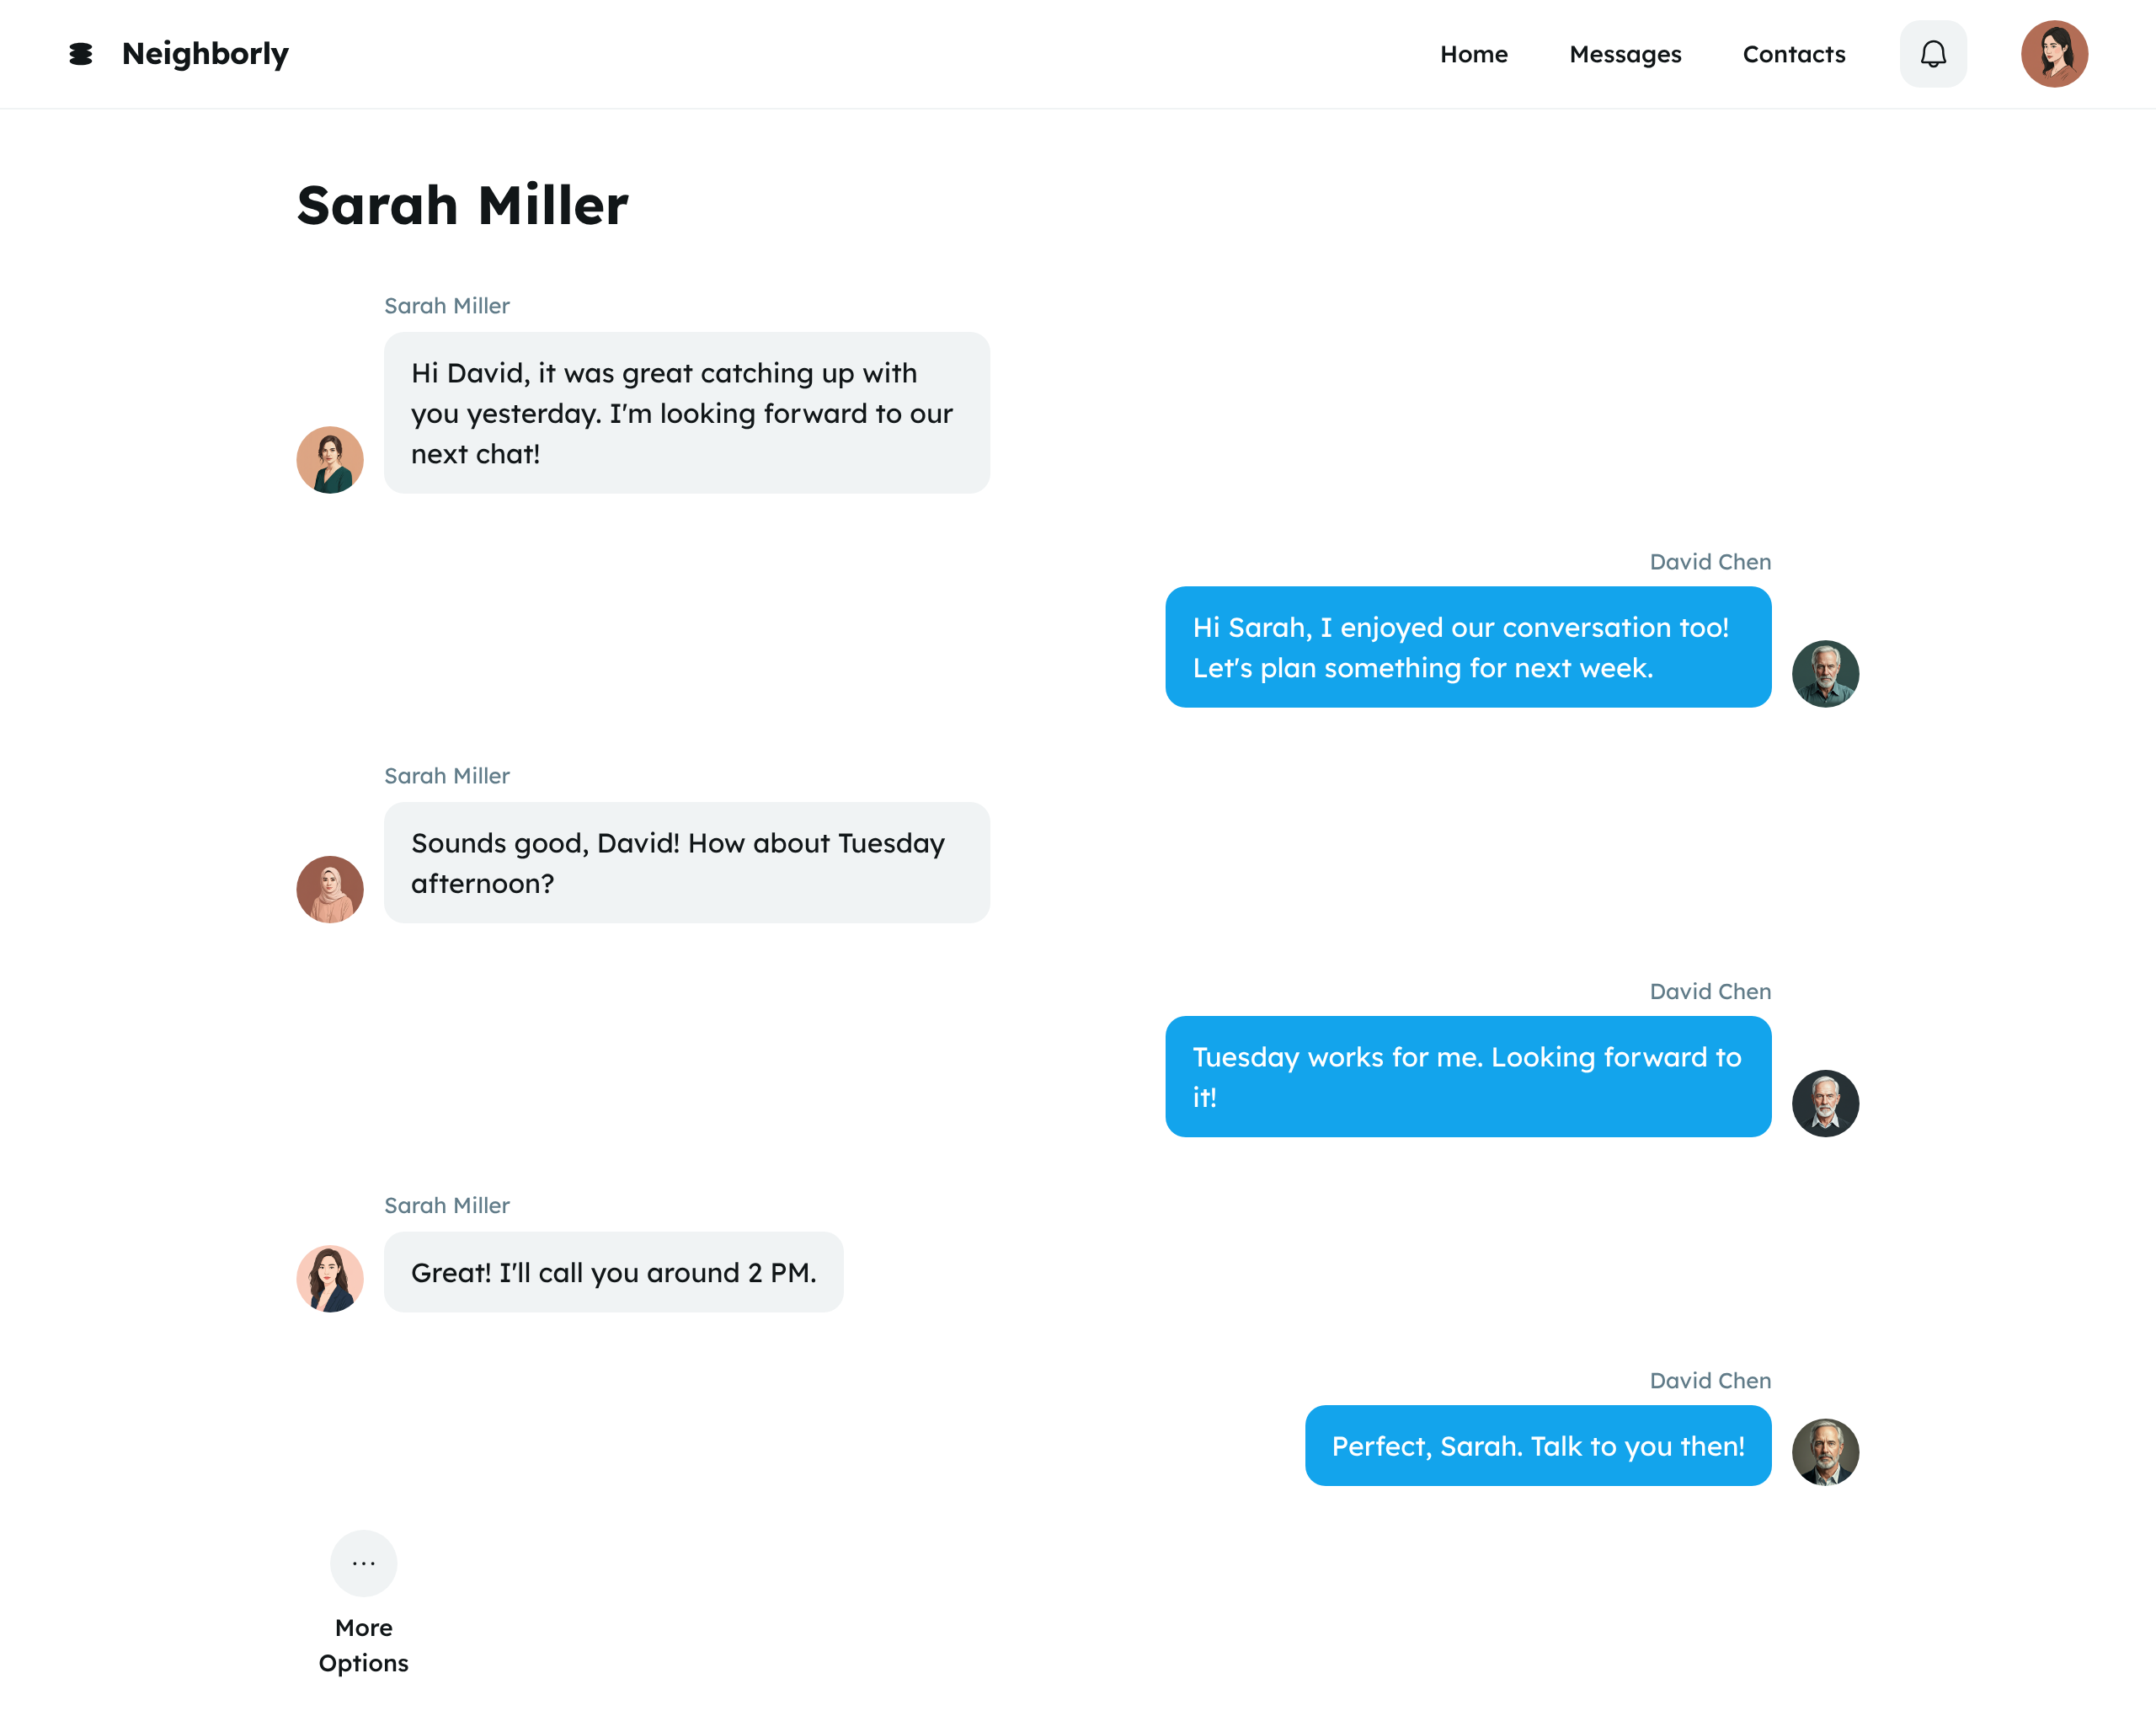 Neighborly
Home
Messages
Contacts
Sarah Miller
Sarah Miller
Hi David, it was great catching up with
you yesterday. I'm looking forward to our
next chat!
David Chen
Hi Sarah, I enjoyed our conversation too!
Let's plan something for next week.
Sarah Miller
Sounds good, David! How about Tuesday
afternoon?
David Chen
Tuesday works for me. Looking forward to
it!
Sarah Miller
Great! I'll call you around 2 PM.
David Chen
Perfect, Sarah. Talk to you then!
More
Options